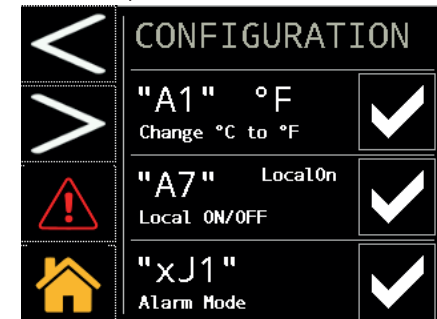 CONFIGURATION
"A1" °F
Change °C to °F
"A7" LocalOn
Local ON/OFF
"xJ1"
Alarm Mode